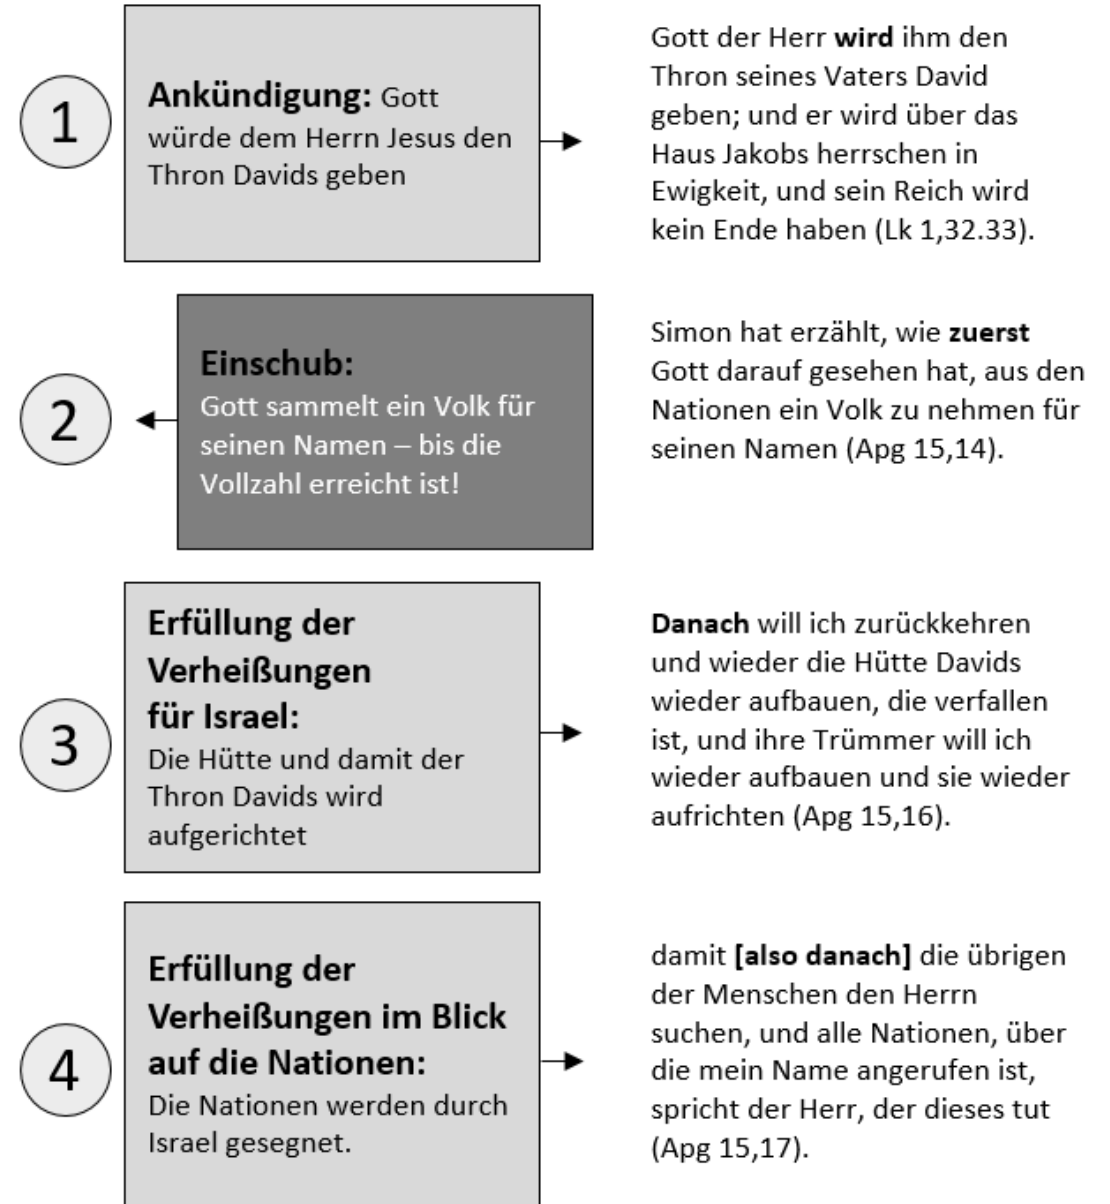 1
Ankündigung: Gott
würde dem Herrn Jesus den
Thron Davids geben
Gott der Herr wird ihm den
Thron seines Vaters David
geben; und er wird über das
Haus Jakobs herrschen in
Ewigkeit, und sein Reich wird
kein Ende haben (Lk 1,32.33).
2
Einschub:
Gott sammelt ein Volk für
seinen Namen – bis die
Vollzahl erreicht ist!
Simon hat erzählt, wie zuerst
Gott darauf gesehen hat, aus den
Nationen ein Volk zu nehmen für
seinen Namen (Apg 15,14).
3
Erfüllung der
Verheißungen
für Israel:
Die Hütte und damit der
Thron Davids wird
aufgerichtet
Danach will ich zurückkehren
und wieder die Hütte Davids
wieder aufbauen, die verfallen
ist, und ihre Trümmer will ich
wieder aufbauen und sie wieder
aufrichten (Apg 15,16).
4
Erfüllung der
Verheißungen im Blick
auf die Nationen:
Die Nationen werden durch
Israel gesegnet.
damit [also danach] die übrigen
der Menschen den Herrn
suchen, und alle Nationen, über
die mein Name angerufen ist,
spricht der Herr, der dieses tut
(Apg 15,17).